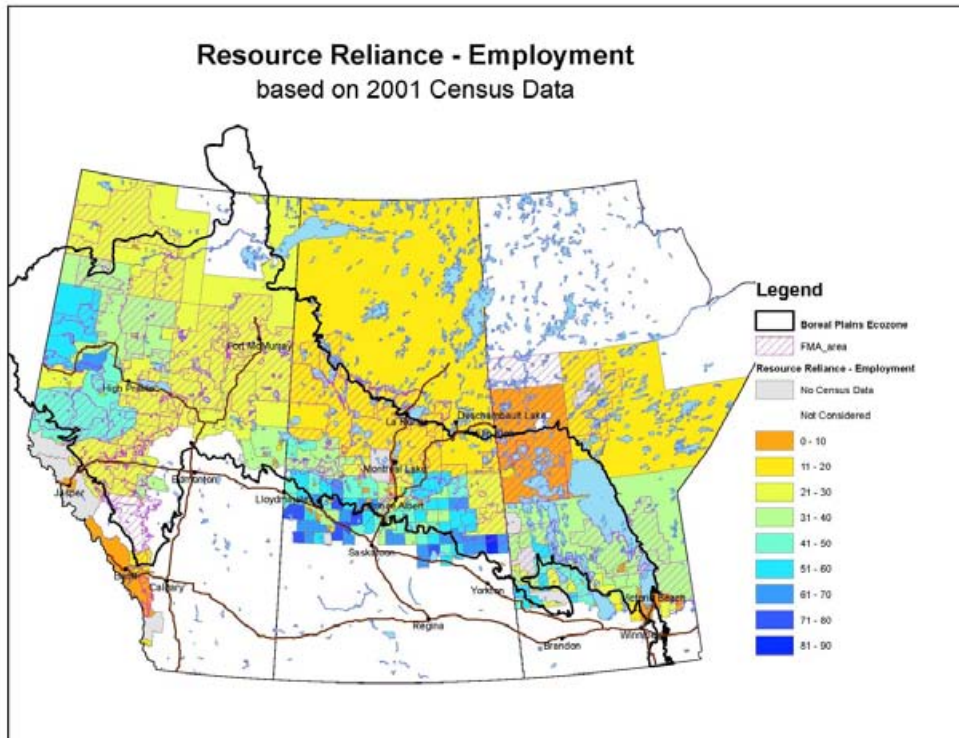 Resource Reliance - Employment
based on 2001 Census Data
Fort McMurray
High Prairie
La Ronge
Deschambault Lake
Montreal Lake
Edmonton
Jasper
Albert
Saskatoon
Banff
Calgary
Yorkton
Victoria Beach
Regina
Brandon
Legend
Boreal Plains Ecozone
FMA_area
Resource Reliance - Employment
No Census Data
Not Considered
0 - 10
11 - 20
21 - 30
31 - 40
41 - 50
51 - 60
61 - 70
71 - 80
81 - 90